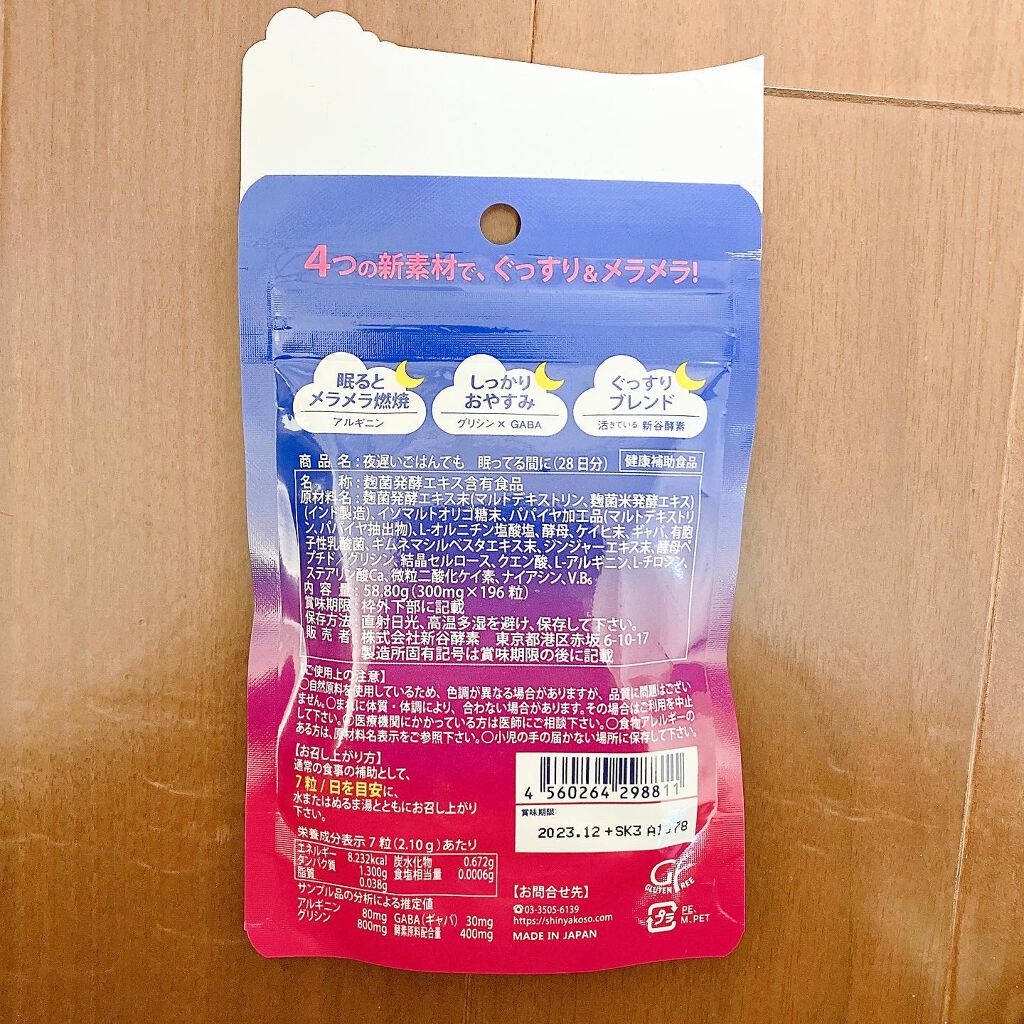 4つの新素材で、ぐっすり&メラメラ!
眠ると
メラメラ燃焼
アルギニン
しっかり
おやすみ
グリシン× GABA
ぐっすり
ブレンド
活きている 新谷酵素
商品名:夜遅いごはんでも 眠ってる間に(28日分)
健康補助食品
名称:麹菌発酵エキス含有食品
原材料名:麹菌発酵エキス末(マルトデキストリン、麹菌米発酵エキス)
(インド製造)、イソマルトオリゴ糖末、パパイヤ加工品(マルトデキストリ
ン、パパイヤ抽出物)、L-オルニチン塩酸塩、酵母、ケイヒ末、ギャバ、有胞
子性乳酸菌、ギムネマシルベスタエキス末、ジンジャーエキス末、酵母ペ
プチド/グリシン、結晶セルロース、クエン酸、L-アルギニン、L-チロシン、
ステアリン酸Ca、微粒二酸化ケイ素、ナイアシン、V.B₆
内容量:58.80g(300mg×196粒)
賞味期限:枠外下部に記載
保存方法:直射日光、高温多湿を避け、保存して下さい。
販売者:株式会社新谷酵素 東京都港区赤坂6-10-17
製造所固有記号は賞味期限の後に記載
【ご使用上の注意】
○自然原料を使用しているため、色調が異なる場合がありますが、品質に問題はござい
ません。○まれに体質・体調により、合わない場合があります。その場合はご利用を中止
して下さい。○医療機関にかかっている方は医師にご相談下さい。○食物アレルギーの
ある方は、原材料名表示をご参照下さい。○小児の手の届かない場所に保存して下さい。
【お召し上がり方】
通常の食事の補助として、
7粒/日を目安に、
水またはぬるま湯とともにお召し上がり
下さい。
4 560264 298811
賞味期限:
2023.12 +SK3
栄養成分表示 7粒(2.10g)あたり
エネルギー 8.232kcal 炭水化物 0.672g
タンパク質 1.300g 食塩相当量 0.0006g
脂質 0.038g
サンプル品の分析による推定値
アルギニン 80mg GABA(ギャバ) 30mg
グリシン 800mg 酵素原料配合量 400mg
【お問合せ先】
03-3505-6139
https://shinyakoso.com
MADE IN JAPAN
GF
GLUTEN FREE
プラ
PE,
M,PET